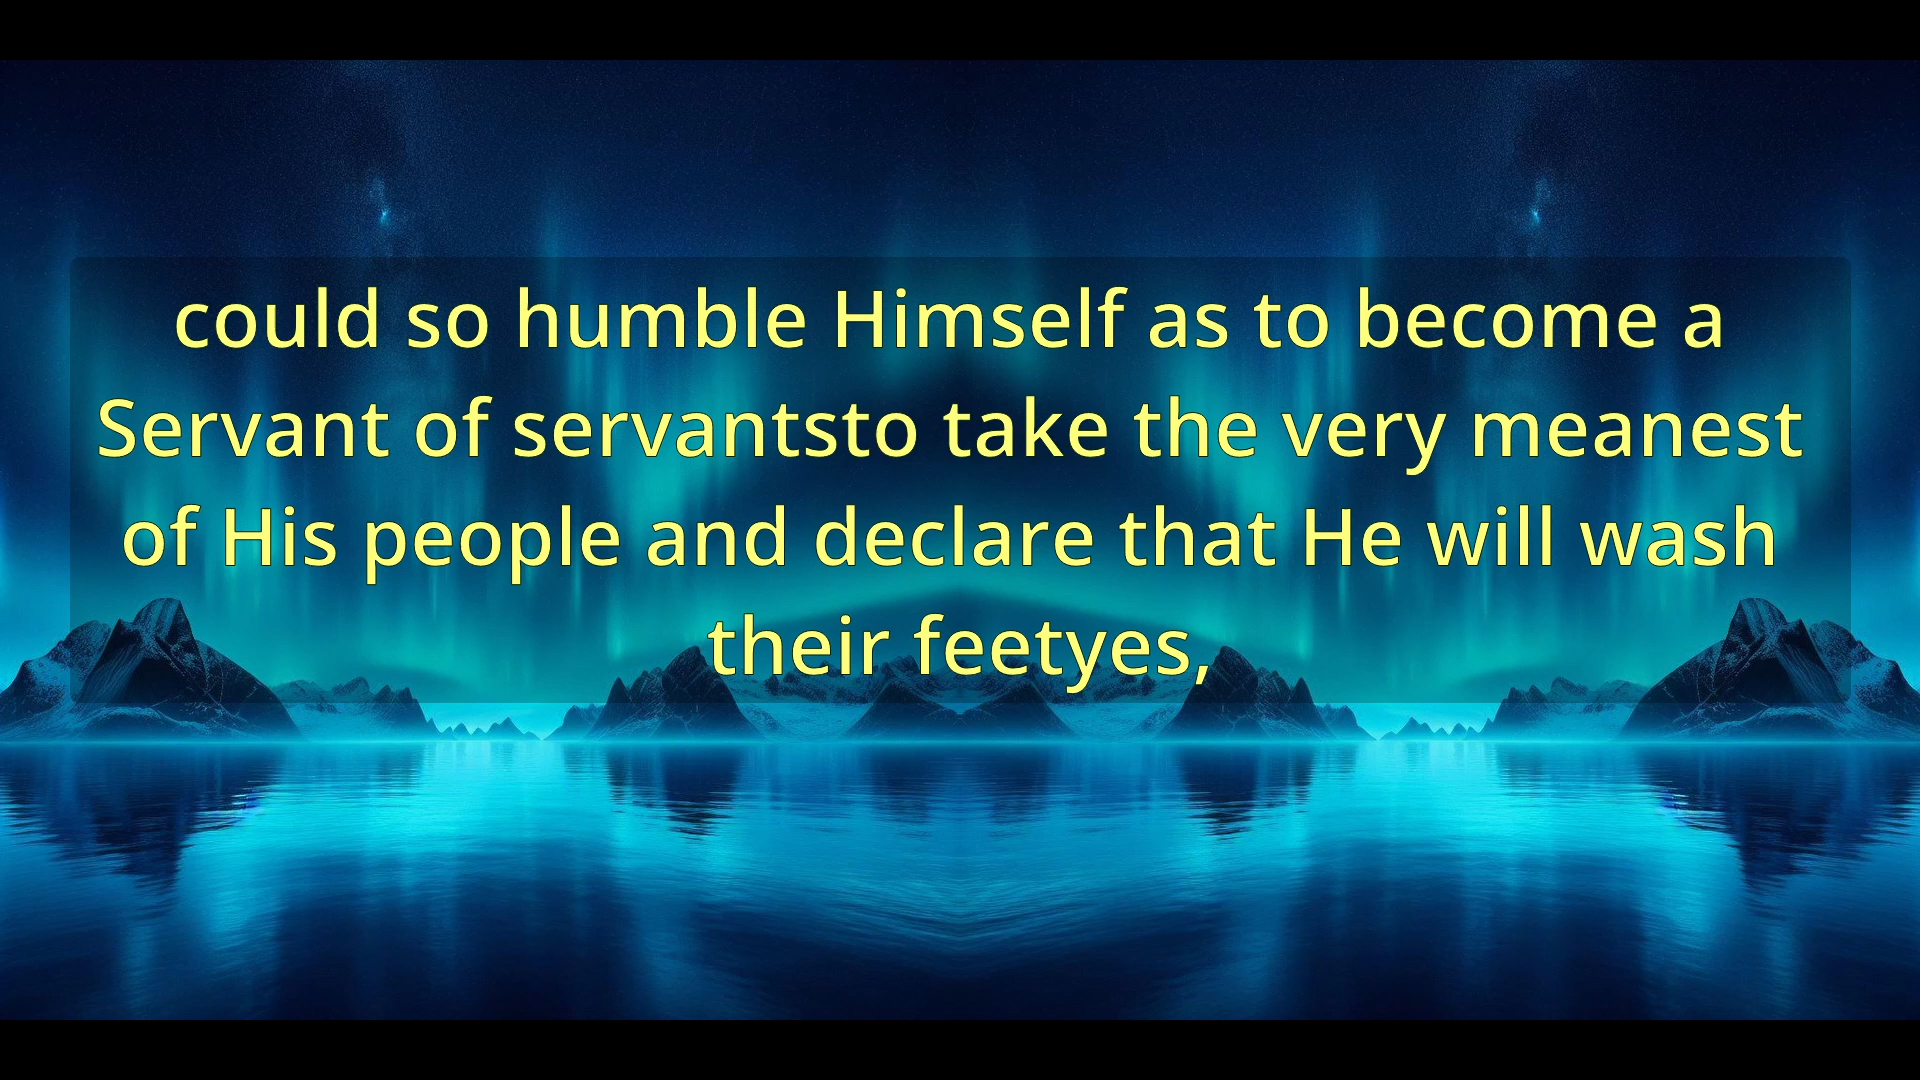 could so humble Himself as to become a
Servant of servantsto take the very meanest
of His people and declare that He will wash
their feetyes,